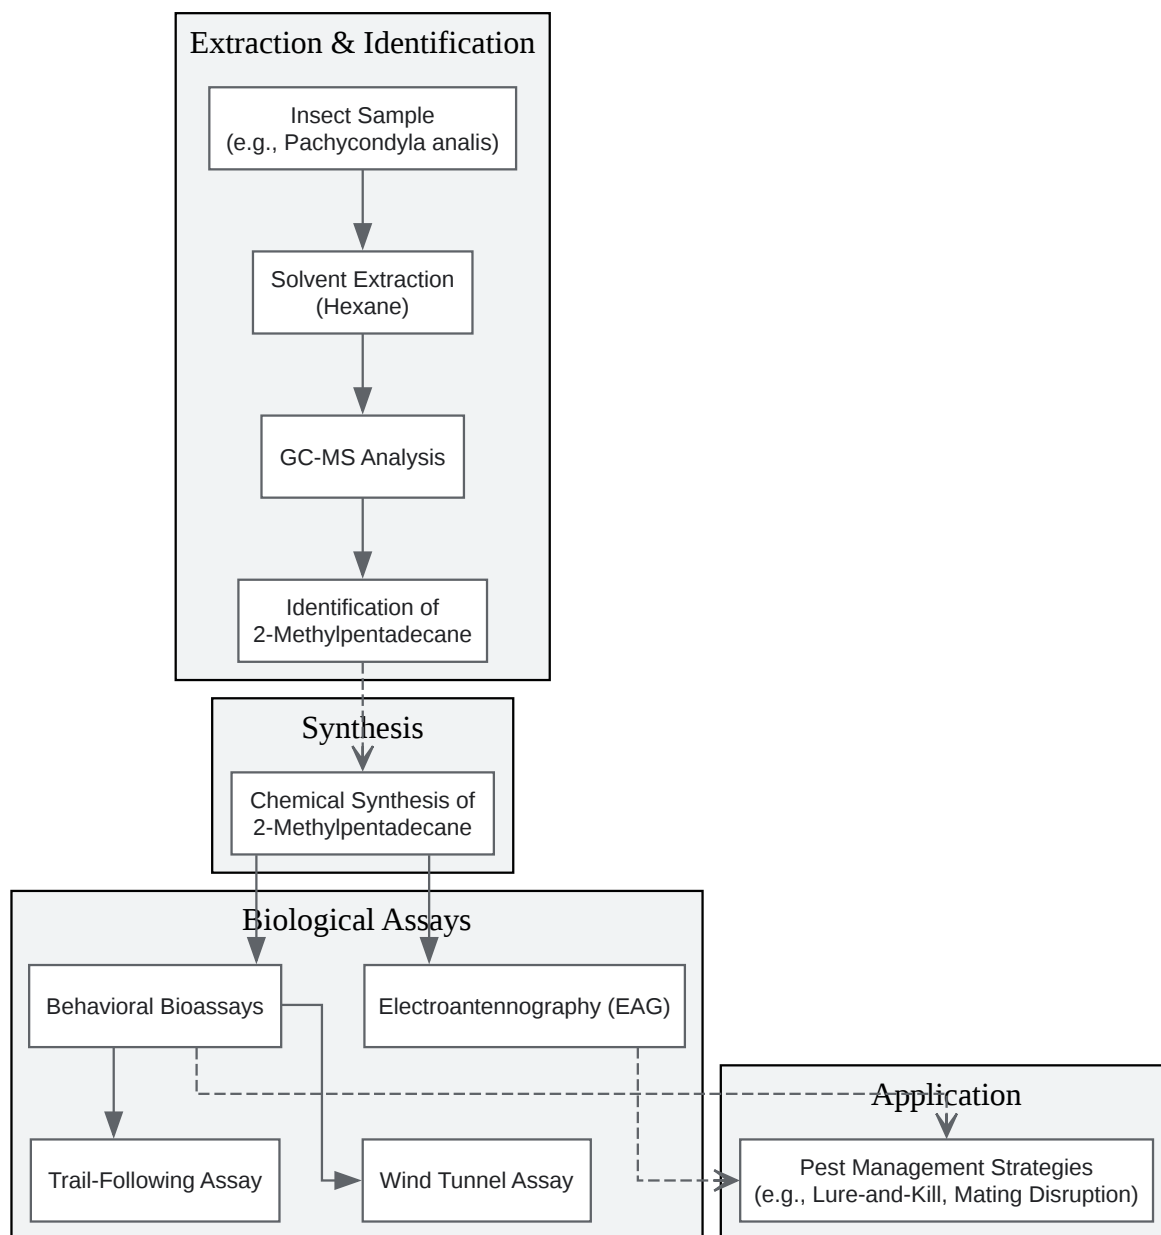 Extraction & Identification
Insect Sample
(e.g., Pachycondyla analis)
Solvent Extraction
(Hexane)
GC-MS Analysis
Identification of
2-Methylpentadecane
Synthesis
Chemical Synthesis of
2-Methylpentadecane
Biological Assays
Behavioral Bioassays
Electroantennography (EAG)
Trail-Following Assay
Wind Tunnel Assay
Application
Pest Management Strategies
(e.g., Lure-and-Kill, Mating Disruption)